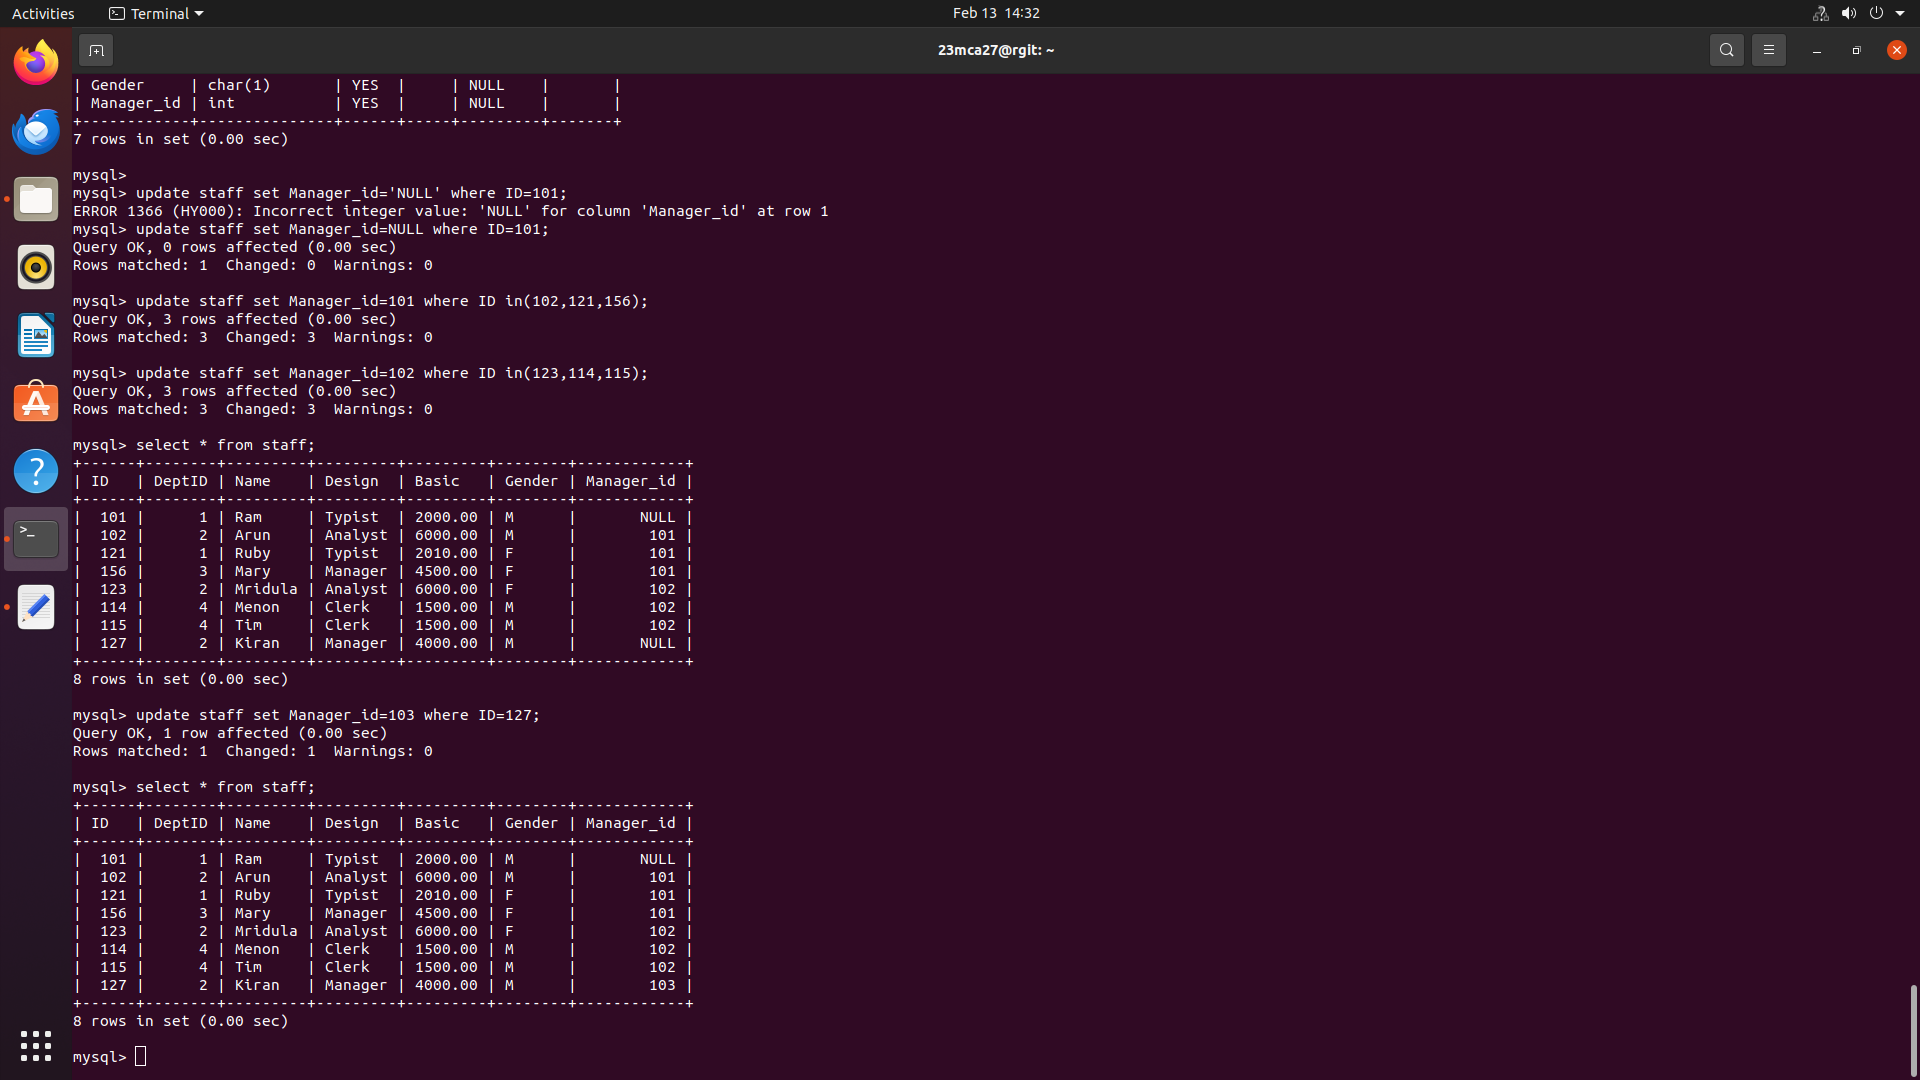 Activities
Terminal
Feb 13 14:32
23mca27@rgit: ~
| Gender     | char(1)       | YES  |     | NULL    |       |
| Manager_id | int           | YES  |     | NULL    |       |
+------------+---------------+------+-----+---------+-------+
7 rows in set (0.00 sec)
mysql>
mysql> update staff set Manager_id='NULL' where ID=101;
ERROR 1366 (HY000): Incorrect integer value: 'NULL' for column 'Manager_id' at row 1
mysql> update staff set Manager_id=NULL where ID=101;
Query OK, 0 rows affected (0.00 sec)
Rows matched: 1  Changed: 0  Warnings: 0
mysql> update staff set Manager_id=101 where ID in(102,121,156);
Query OK, 3 rows affected (0.00 sec)
Rows matched: 3  Changed: 3  Warnings: 0
mysql> update staff set Manager_id=102 where ID in(123,114,115);
Query OK, 3 rows affected (0.00 sec)
Rows matched: 3  Changed: 3  Warnings: 0
mysql> select * from staff;
+------+--------+---------+---------+---------+--------+------------+
| ID   | DeptID | Name    | Design  | Basic   | Gender | Manager_id |
+------+--------+---------+---------+---------+--------+------------+
|  101 |      1 | Ram     | Typist  | 2000.00 | M      |       NULL |
|  102 |      2 | Arun    | Analyst | 6000.00 | M      |        101 |
|  121 |      1 | Ruby    | Typist  | 2010.00 | F      |        101 |
|  156 |      3 | Mary    | Manager | 4500.00 | F      |        101 |
|  123 |      2 | Mridula | Analyst | 6000.00 | F      |        102 |
|  114 |      4 | Menon   | Clerk   | 1500.00 | M      |        102 |
|  115 |      4 | Tim     | Clerk   | 1500.00 | M      |        102 |
|  127 |      2 | Kiran   | Manager | 4000.00 | M      |       NULL |
+------+--------+---------+---------+---------+--------+------------+
8 rows in set (0.00 sec)
mysql> update staff set Manager_id=103 where ID=127;
Query OK, 1 row affected (0.00 sec)
Rows matched: 1  Changed: 1  Warnings: 0
mysql> select * from staff;
+------+--------+---------+---------+---------+--------+------------+
| ID   | DeptID | Name    | Design  | Basic   | Gender | Manager_id |
+------+--------+---------+---------+---------+--------+------------+
|  101 |      1 | Ram     | Typist  | 2000.00 | M      |       NULL |
|  102 |      2 | Arun    | Analyst | 6000.00 | M      |        101 |
|  121 |      1 | Ruby    | Typist  | 2010.00 | F      |        101 |
|  156 |      3 | Mary    | Manager | 4500.00 | F      |        101 |
|  123 |      2 | Mridula | Analyst | 6000.00 | F      |        102 |
|  114 |      4 | Menon   | Clerk   | 1500.00 | M      |        102 |
|  115 |      4 | Tim     | Clerk   | 1500.00 | M      |        102 |
|  127 |      2 | Kiran   | Manager | 4000.00 | M      |        103 |
+------+--------+---------+---------+---------+--------+------------+
8 rows in set (0.00 sec)
mysql>